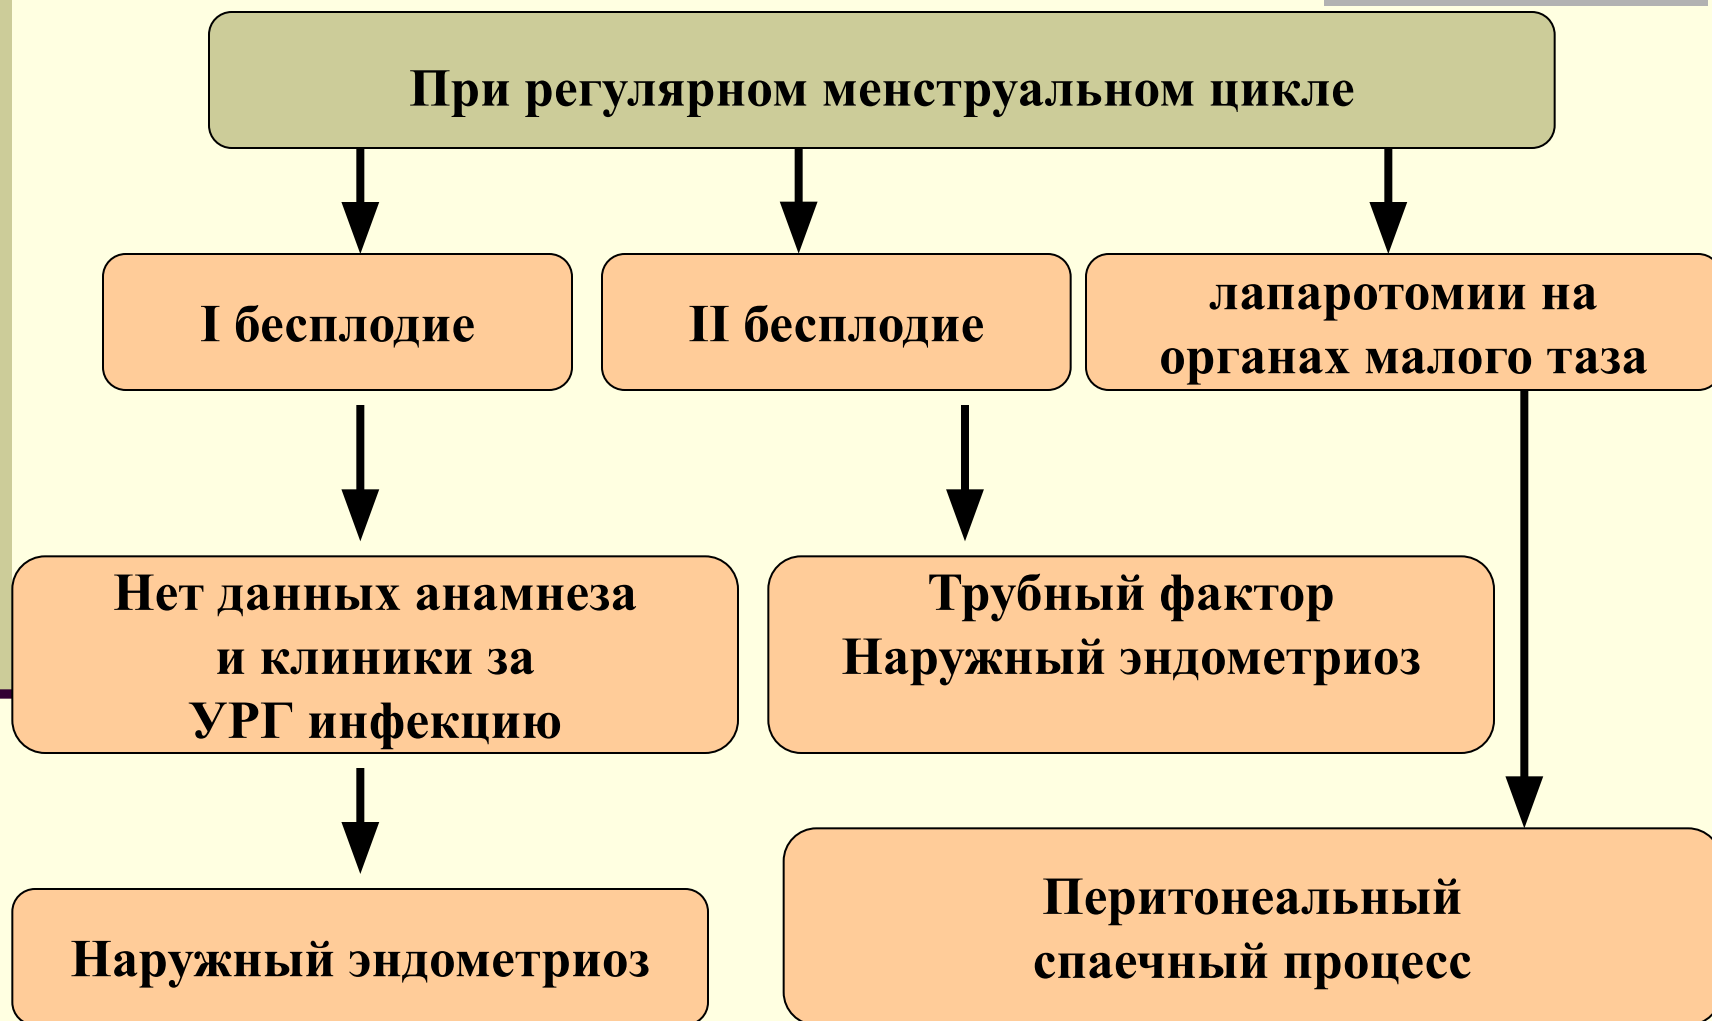 При регулярном менструальном цикле
I бесплодие
II бесплодие
лапаротомии на
органах малого таза
Нет данных анамнеза
и клиники за
УРГ инфекцию
Трубный фактор
Наружный эндометриоз
Наружный эндометриоз
Перитонеальный
спаечный процесс